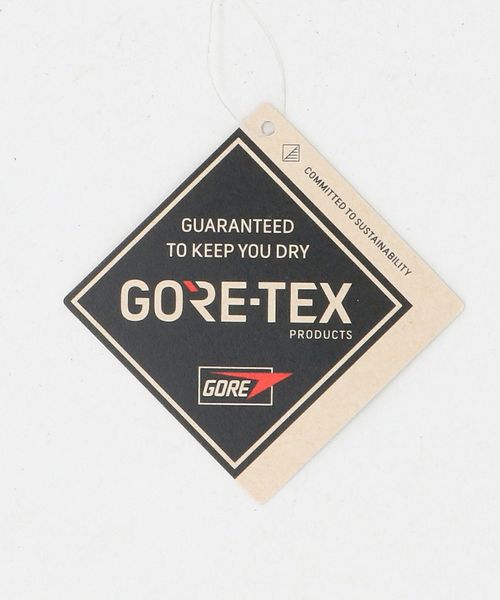 COMMITTED TO SUSTAINABILITY
GUARANTEED
TO KEEP YOU DRY
GORE-TEX
PRODUCTS
GORE